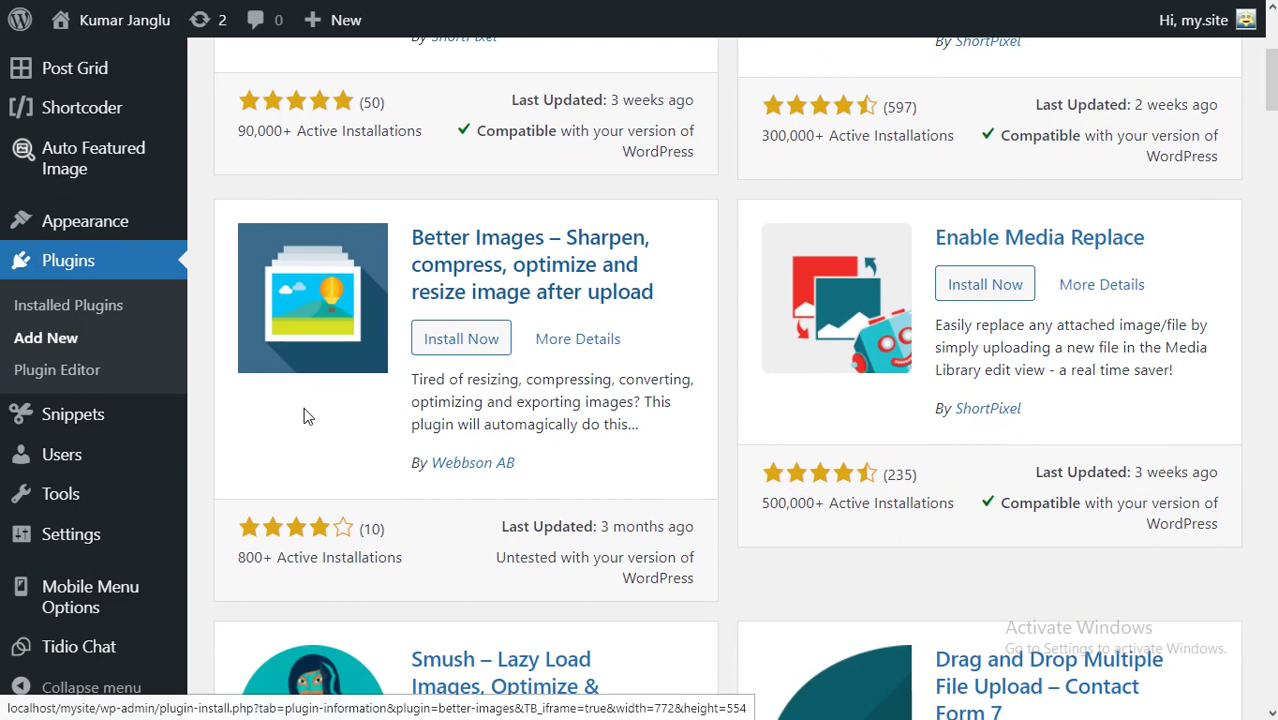 Kumar Janglu
2
0
New
Hi, my.site
Post Grid
Shortcoder
Auto Featured
Image
Appearance
Plugins
Installed Plugins
Add New
Plugin Editor
Snippets
Users
Tools
Settings
Mobile Menu
Options
Tidio Chat
Collapse menu
By ShortPixel
(50)
90,000+ Active Installations
Last Updated: 3 weeks ago
Compatible with your version of
WordPress
By ShortPixel
(597)
300,000+ Active Installations
Last Updated: 2 weeks ago
Compatible with your version of
WordPress
Better Images – Sharpen,
compress, optimize and
resize image after upload
Install Now More Details
Tired of resizing, compressing, converting,
optimizing and exporting images? This
plugin will automagically do this...
By Webbson AB
(10)
800+ Active Installations
Last Updated: 3 months ago
Untested with your version of
WordPress
Enable Media Replace
Install Now More Details
Easily replace any attached image/file by
simply uploading a new file in the Media
Library edit view - a real time saver!
By ShortPixel
(235)
500,000+ Active Installations
Last Updated: 3 weeks ago
Compatible with your version of
WordPress
Smush – Lazy Load
Images, Optimize &
Drag and Drop Multiple
File Upload – Contact
Form 7
Activate Windows
Go to Settings to activate Windows.
localhost/mysite/wp-admin/plugin-install.php?tab=plugin-information&plugin=better-images&TB_iframe=true&width=772&height=554